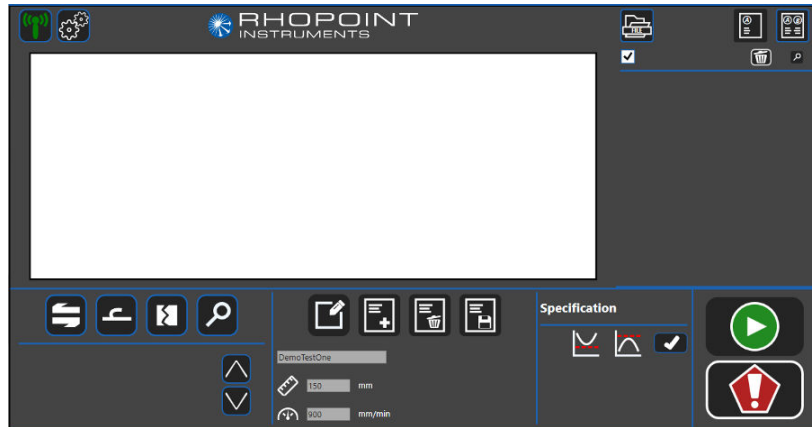 RHOPOINT
INSTRUMENTS
FILE
A
A B
Specification
DemoTestOne
150 mm
900 mm/min